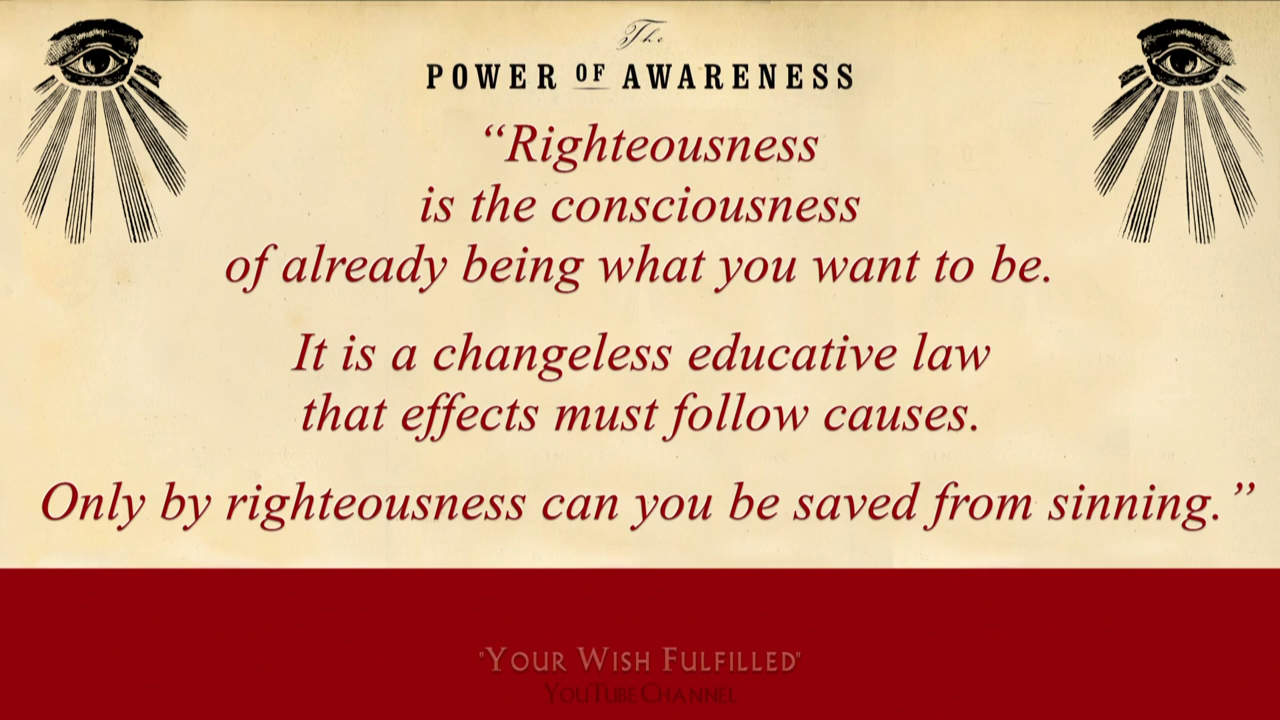 The
POWER OF AWARENESS
“Righteousness
is the consciousness
of already being what you want to be.
It is a changeless educative law
that effects must follow causes.
Only by righteousness can you be saved from sinning.”
"YOUR WISH FULFILLED"
YOUTUBE CHANNEL